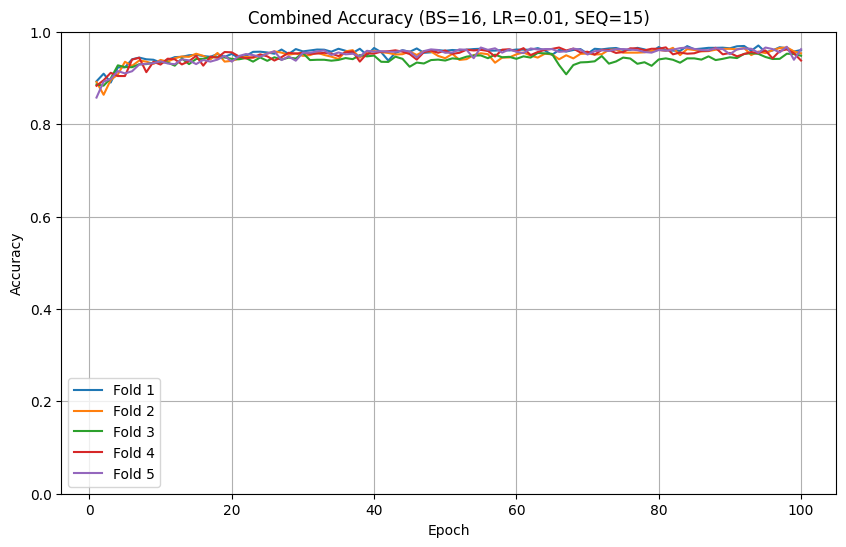 Combined Accuracy (BS=16, LR=0.01, SEQ=15)
Accuracy
1.0
0.8
0.6
0.4
0.2
0.0
Fold 1
Fold 2
Fold 3
Fold 4
Fold 5
0 20 40 60 80 100
Epoch